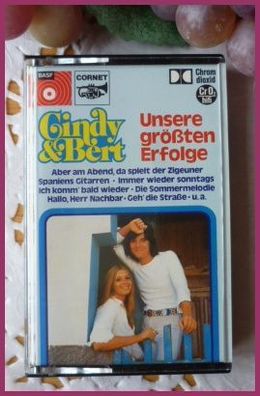 BASF
CORNET
Chrom
dioxid
CrO2
hifi
Cindy
& Bert
Unsere
größten
Erfolge
Aber am Abend, da spielt der Zigeuner
Spaniens Gitarren · Immer wieder sonntags
Ich komm' bald wieder · Die Sommermelodie
Hallo, Herr Nachbar · Geh' die Straße · u. a.